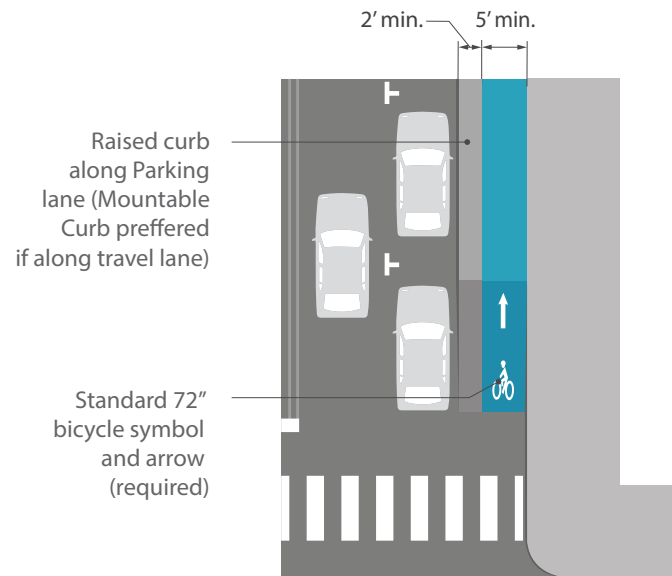 2’ min. 5’ min.
Raised curb
along Parking
lane (Mountable
Curb preffered
if along travel lane)
Standard 72”
bicycle symbol
and arrow
(required)